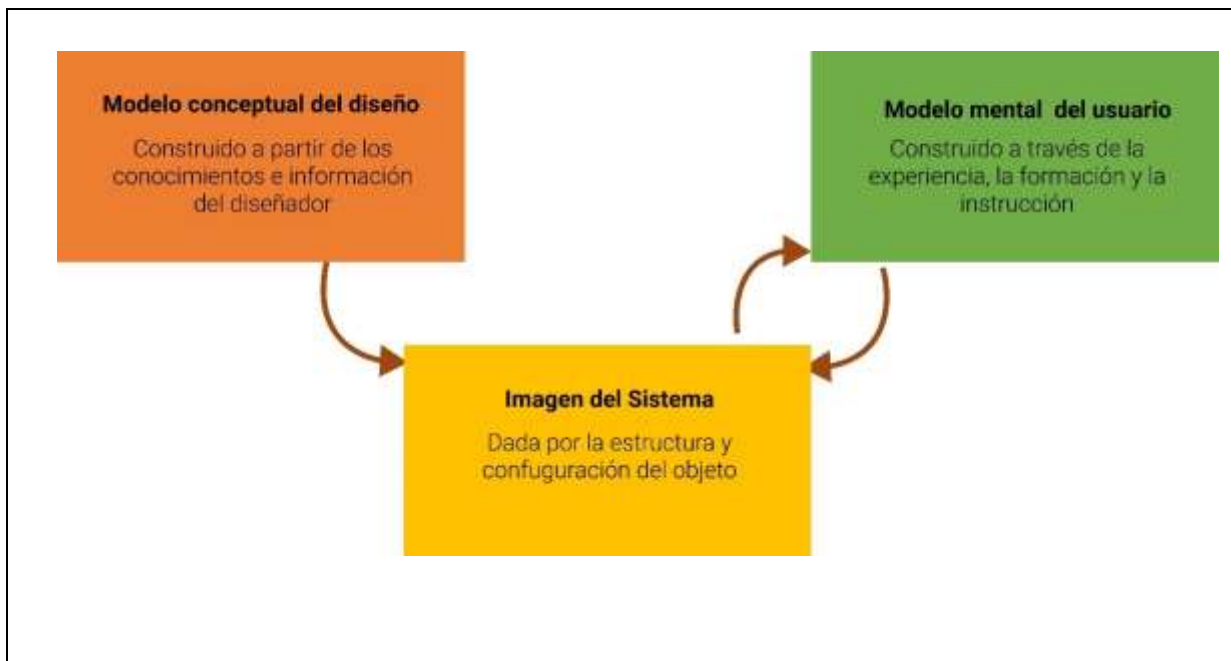 Modelo conceptual del diseño
Construido a partir de los
conocimientos e información
del diseñador
Modelo mental del usuario
Construido a través de la
experiencia, la formación y la
instrucción
Imagen del Sistema
Dada por la estructura y
confuguración del objeto